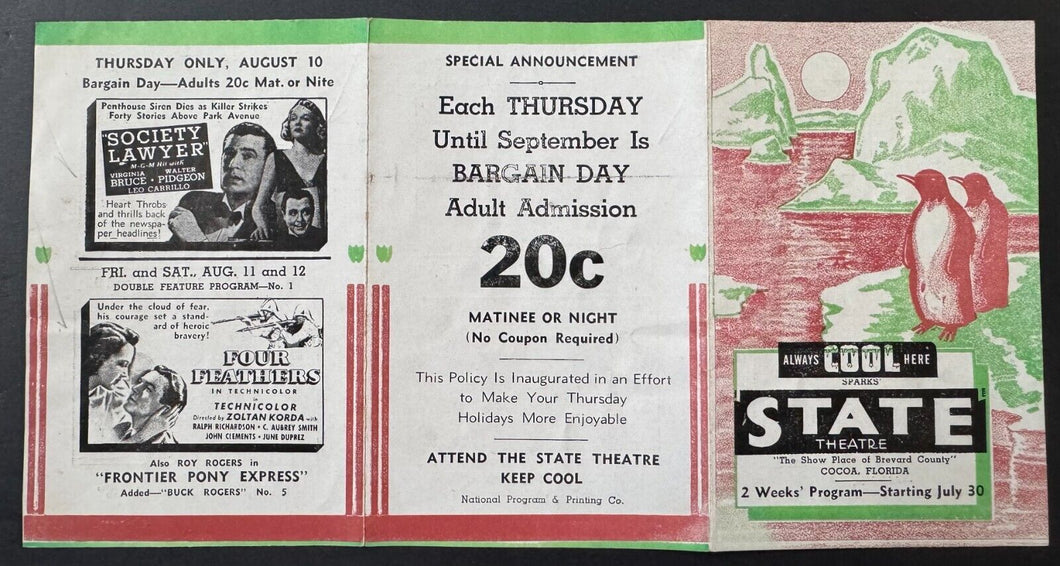 THURSDAY ONLY, AUGUST 10
Bargain Day—Adults 20c Mat. or Nite
Penthouse Siren Dies as Killer Strikes
Forty Stories Above Park Avenue
"SOCIETY
LAWYER"
M-G-M Hit with
VIRGINIA BRUCE • WALTER PIDGEON
LEO CARRILLO
Heart Throbs
and thrills back
of the newspa-
per headlines!
FRI. and SAT., AUG. 11 and 12
DOUBLE FEATURE PROGRAM—No. 1
Under the cloud of fear,
his courage set a stand-
ard of heroic
bravery!
FOUR
FEATHERS
IN TECHNICOLOR
in
TECHNICOLOR
Directed by ZOLTAN KORDA with
RALPH RICHARDSON • C. AUBREY SMITH
JOHN CLEMENTS • JUNE DUPREZ
Also ROY ROGERS in
"FRONTIER PONY EXPRESS"
Added—"BUCK ROGERS" No. 5
SPECIAL ANNOUNCEMENT
Each THURSDAY
Until September Is
BARGAIN DAY
Adult Admission
20c
MATINEE OR NIGHT
(No Coupon Required)
This Policy Is Inaugurated in an Effort
to Make Your Thursday
Holidays More Enjoyable
ATTEND THE STATE THEATRE
KEEP COOL
National Program & Printing Co.
ALWAYS COOL HERE
SPARKS'
STATE
THEATRE
"The Show Place of Brevard County"
COCOA, FLORIDA
2 Weeks' Program—Starting July 30